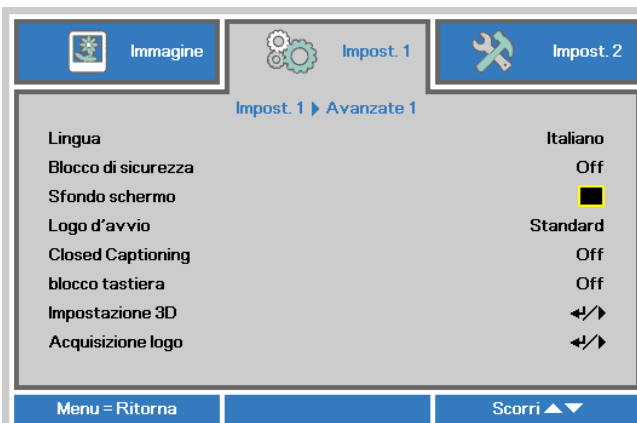 Immagine
Impost. 1
Impost. 2
Impost. 1 Avanzate 1
Lingua Italiano
Blocco di sicurezza Off
Sfondo schermo
Logo d'avvio Standard
Closed Captioning Off
blocco tastiera Off
Impostazione 3D
Acquisizione logo
Menu = Ritorna
Scorri